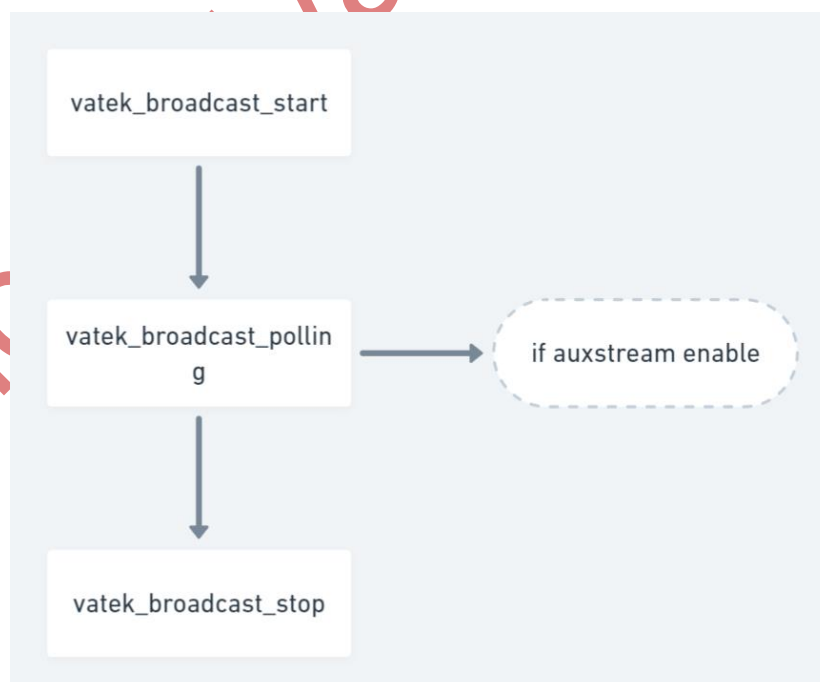 vatek_broadcast_start
vatek_broadcast_pollin
g
if auxstream enable
vatek_broadcast_stop